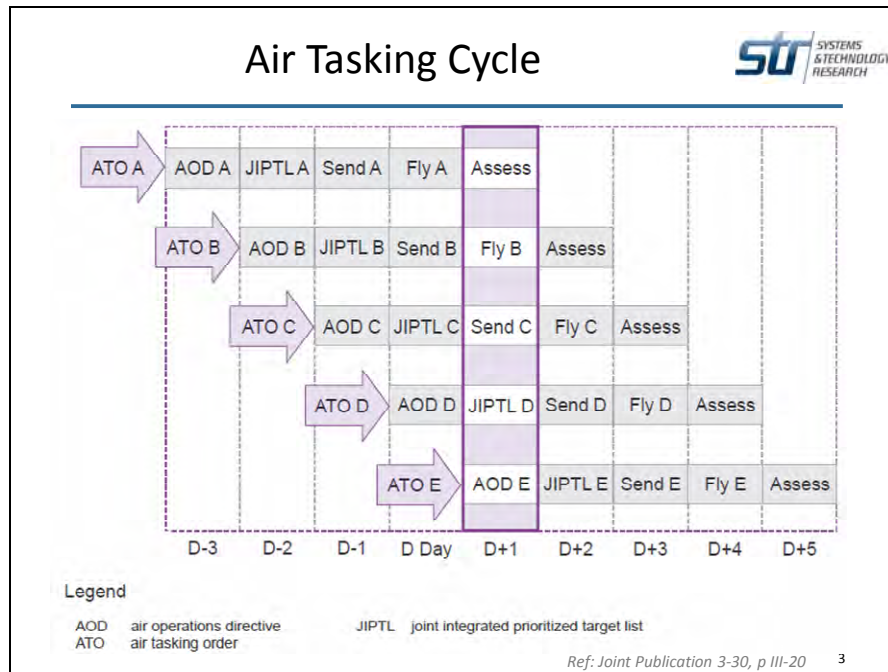 Air Tasking Cycle
STR SYSTEMS
& TECHNOLOGY
RESEARCH
ATO A AOD A JIPTL A Send A Fly A Assess
ATO B AOD B JIPTL B Send B Fly B Assess
ATO C AOD C JIPTL C Send C Fly C Assess
ATO D AOD D JIPTL D Send D Fly D Assess
ATO E AOD E JIPTL E Send E Fly E Assess
D-3 D-2 D-1 D Day D+1 D+2 D+3 D+4 D+5
Legend
AOD air operations directive JIPTL joint integrated prioritized target list
ATO air tasking order
Ref: Joint Publication 3-30, p III-20 3